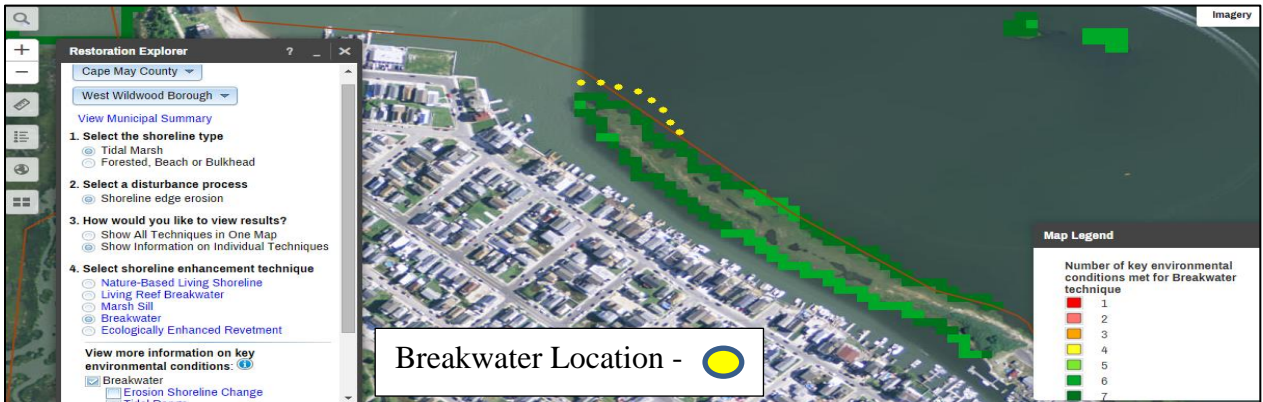 Imagery
Restoration Explorer ? _ ×
Cape May County
West Wildwood Borough
View Municipal Summary
1. Select the shoreline type
Tidal Marsh
Forested, Beach or Bulkhead
2. Select a disturbance process
Shoreline edge erosion
3. How would you like to view results?
Show All Techniques in One Map
Show Information on Individual Techniques
4. Select shoreline enhancement technique
Nature-Based Living Shoreline
Living Reef Breakwater
Marsh Sill
Breakwater
Ecologically Enhanced Revetment
View more information on key
environmental conditions:
Breakwater
Erosion Shoreline Change
Breakwater Location -
Map Legend
Number of key environmental
conditions met for Breakwater
technique
1
2
3
4
5
6
7